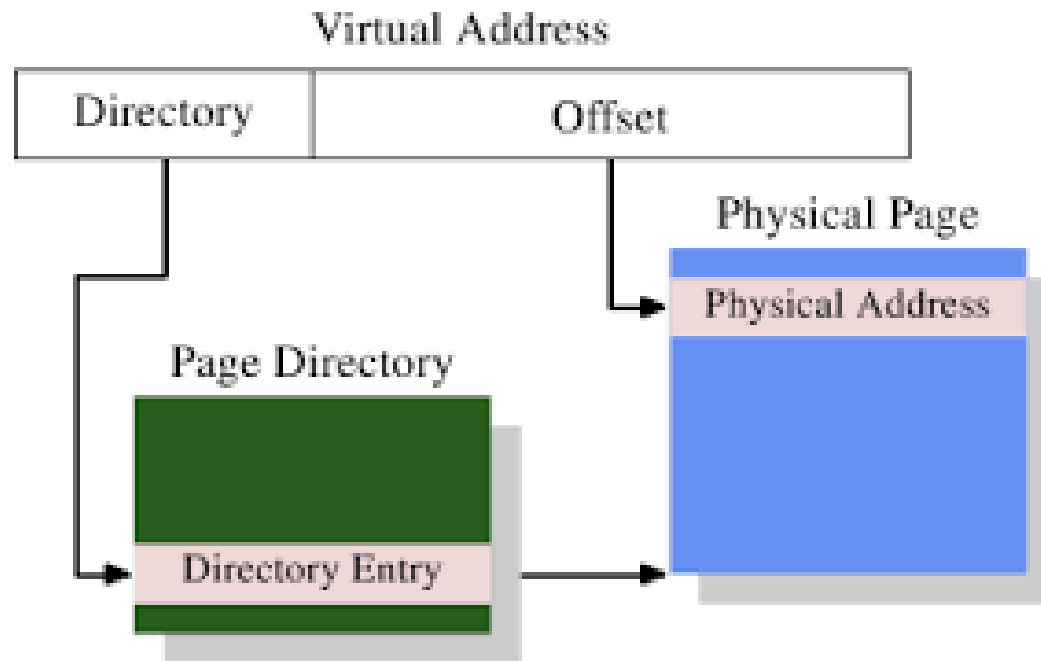 Virtual Address
Directory
Offset
Physical Page
Physical Address
Page Directory
Directory Entry